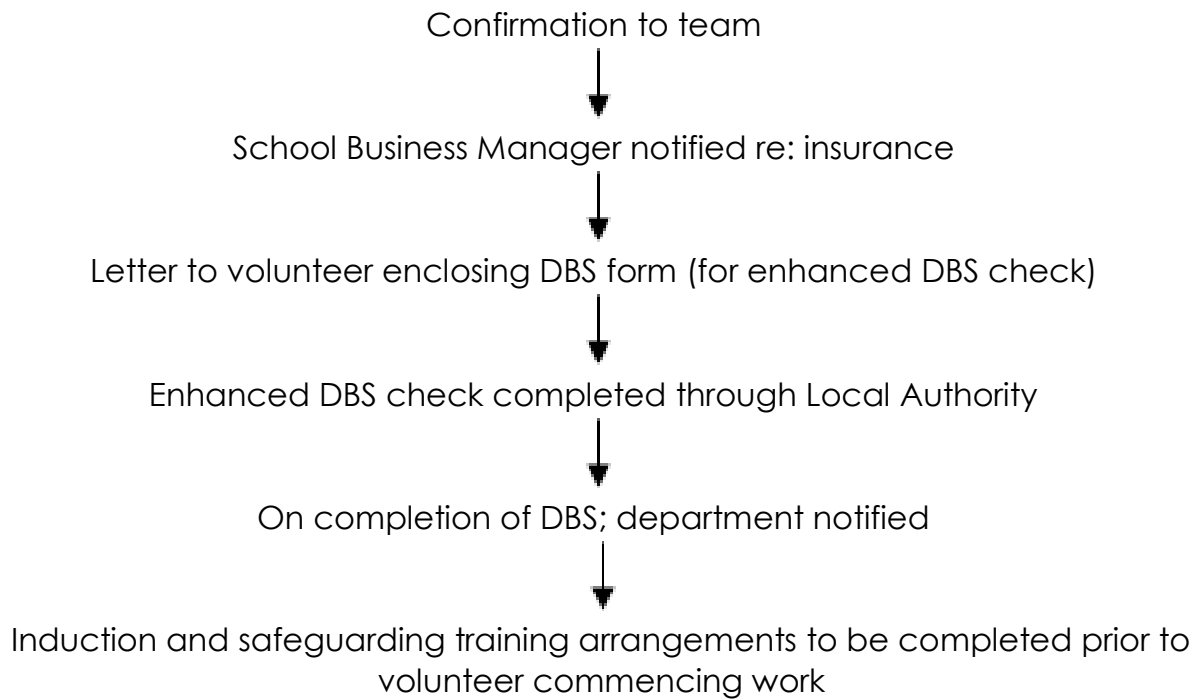 Confirmation to team
School Business Manager notified re: insurance
Letter to volunteer enclosing DBS form (for enhanced DBS check)
Enhanced DBS check completed through Local Authority
On completion of DBS; department notified
Induction and safeguarding training arrangements to be completed prior to
volunteer commencing work